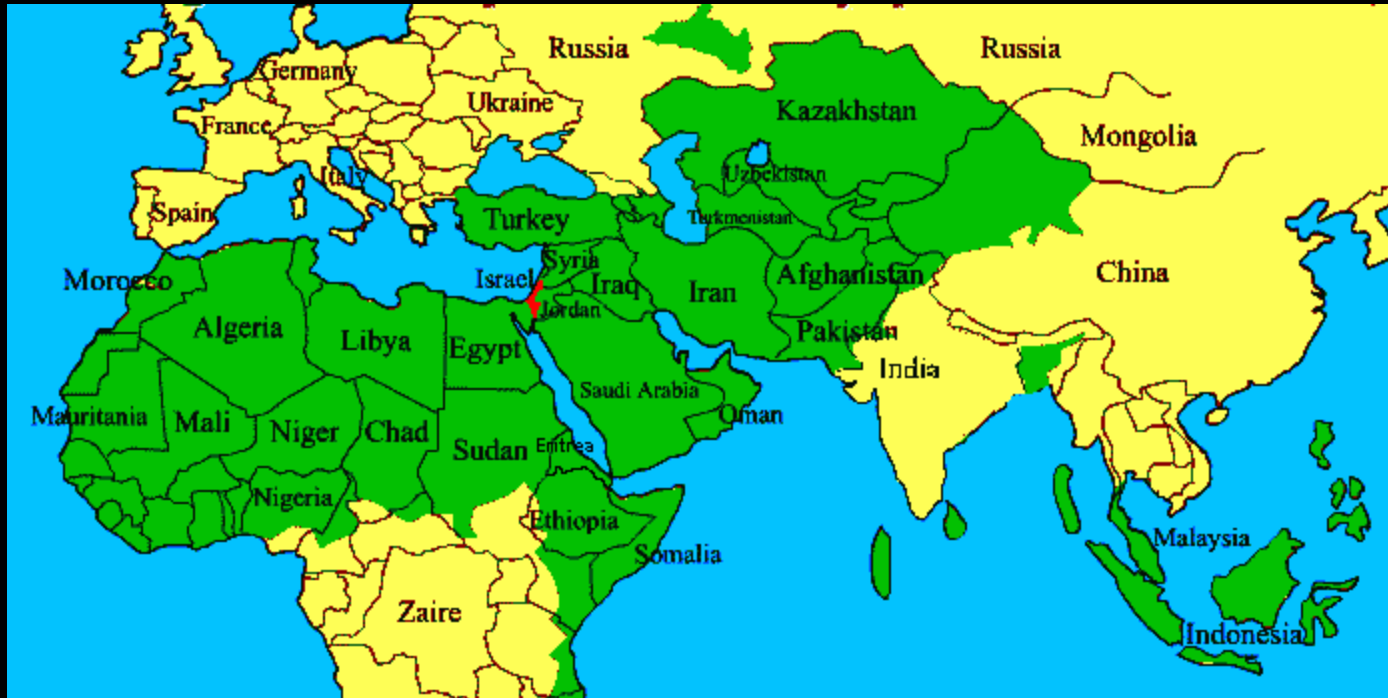 Russia
Russia
Germany
Kazakhstan
Ukraine
France
Mongolia
Italy
Uzbekistan
Spain
Turkey
Turkmenistan
Syria
China
Morocco
Israel
Iraq
Afghanistan
Iran
Jordan
Algeria
Libya
Egypt
Pakistan
India
Saudi Arabia
Mauritania
Mali
Niger
Chad
Oman
Sudan
Eritrea
Nigeria
Ethiopia
Malaysia
Somalia
Zaire
Indonesia